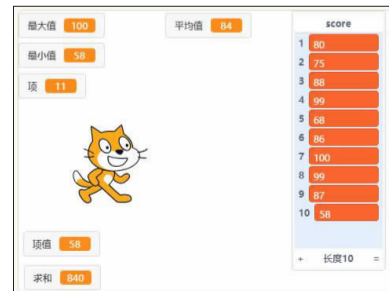 最大值 100
平均值 84
最小值 58
项 11
score
1 80
2 75
3 88
4 99
5 68
6 86
7 100
8 99
9 87
10 58
+ 长度10 =
项值 58
求和 840